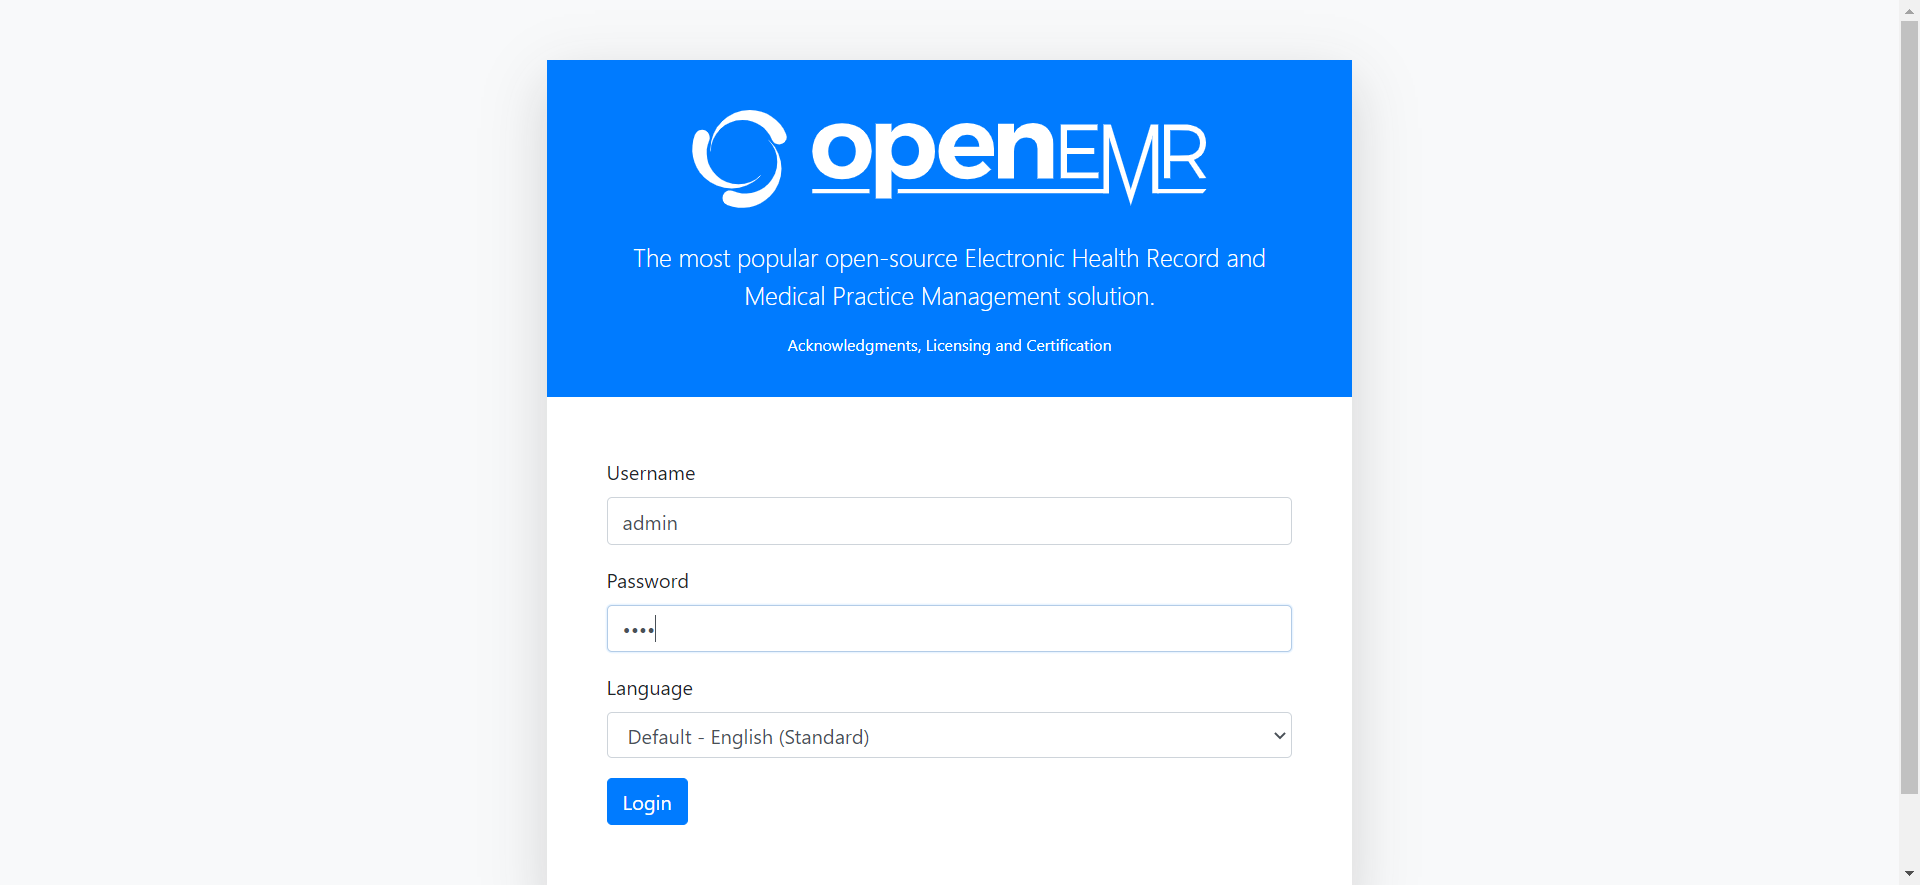 openEMR
The most popular open-source Electronic Health Record and
Medical Practice Management solution.
Acknowledgments, Licensing and Certification
Username
admin
Password
••••
Language
Default - English (Standard)
Login